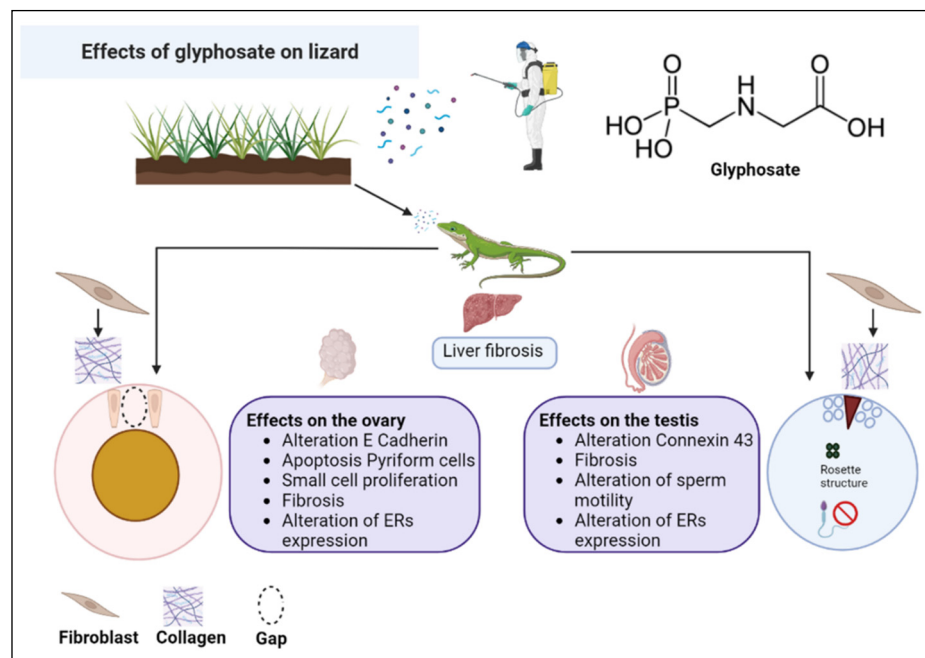 Effects of glyphosate on lizard
O
O
H
HO
P
N
HO
OH
Glyphosate
Liver fibrosis
Effects on the ovary
Alteration E Cadherin
Apoptosis Pyriform cells
Small cell proliferation
Fibrosis
Alteration of ERs
expression
Effects on the testis
Alteration Connexin 43
Fibrosis
Alteration of sperm
motility
Alteration of ERs
expression
Rosette
structure
Fibroblast
Collagen
Gap